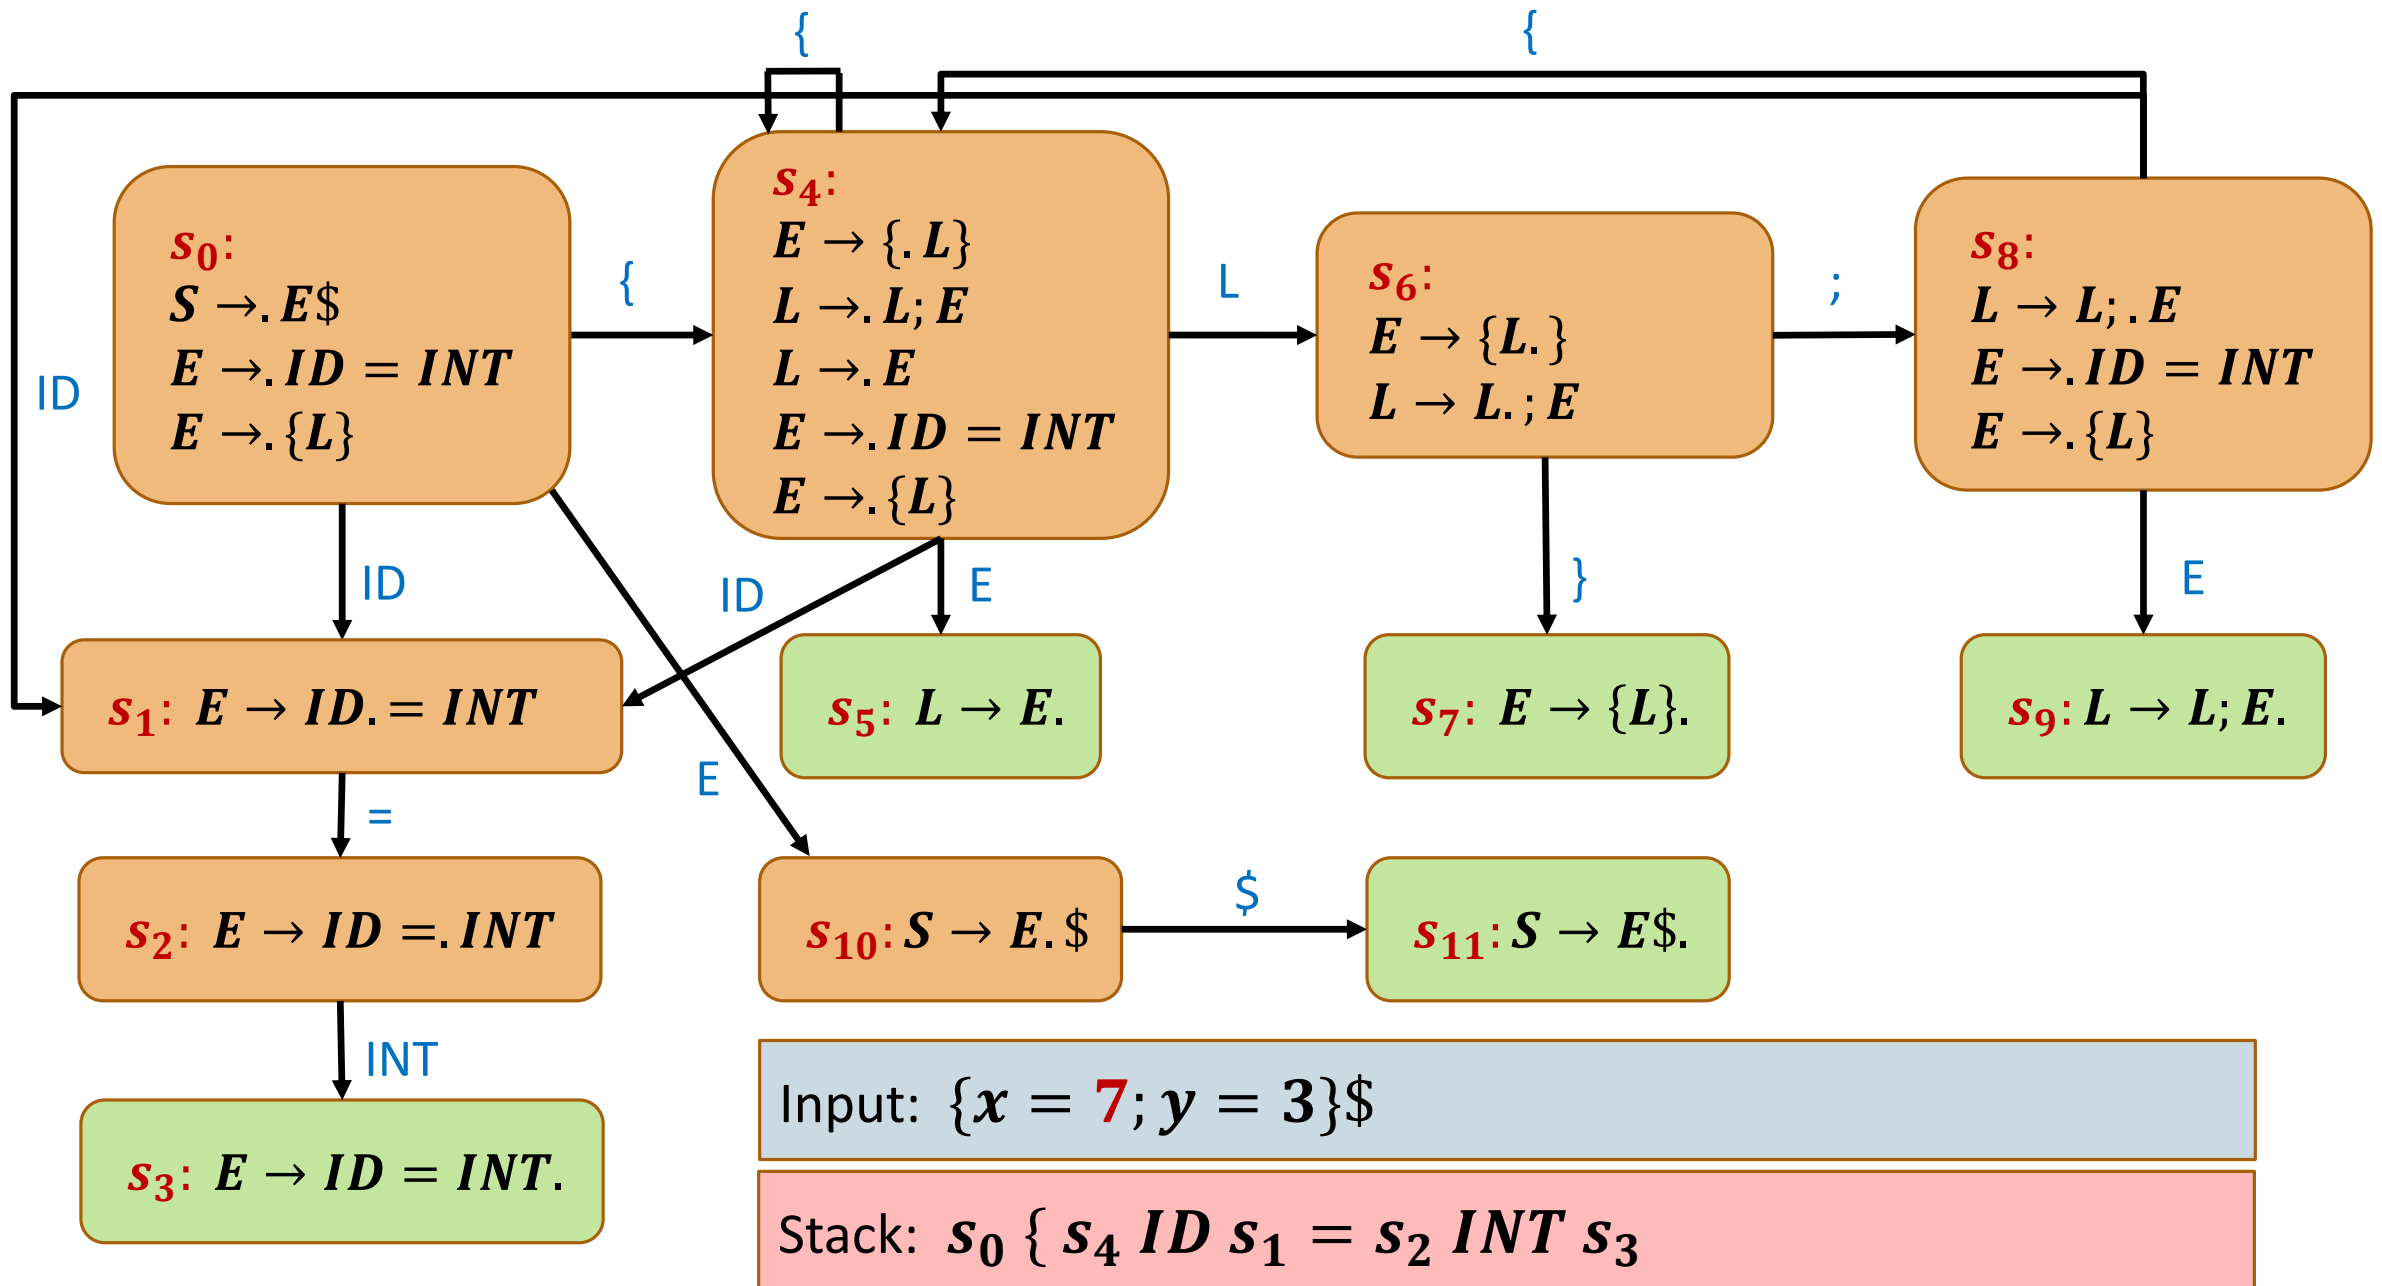 {
{
s₀:
S →. E$
E →. ID = INT
E →. {L}
{
s₄:
E → {. L}
L →. L; E
L →. E
E →. ID = INT
E →. {L}
L
s₆:
E → {L. }
L → L. ; E
;
s₈:
L → L; . E
E →. ID = INT
E →. {L}
ID
ID
ID
E
}
E
s₁: E → ID. = INT
s₅: L → E.
s₇: E → {L}.
s₉: L → L; E.
E
=
s₂: E → ID =. INT
s₁₀: S → E. $
$
s₁₁: S → E$.
INT
s₃: E → ID = INT.
Input: {x = 7; y = 3}$
Stack: s₀ { s₄ ID s₁ = s₂ INT s₃